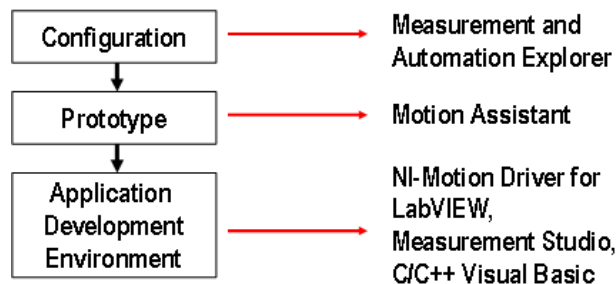 Configuration
Measurement and
Automation Explorer
Prototype
Motion Assistant
Application
Development
Environment
NI-Motion Driver for
LabVIEW,
Measurement Studio,
C/C++ Visual Basic